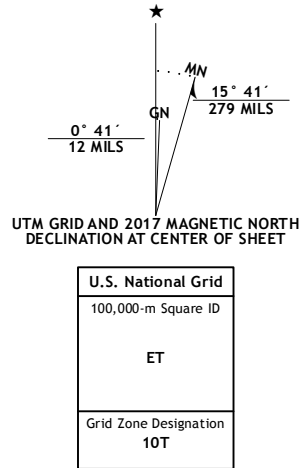 MN
15° 41´
279 MILS
GN
0° 41´
12 MILS
UTM GRID AND 2017 MAGNETIC NORTH
DECLINATION AT CENTER OF SHEET
U.S. National Grid
100,000-m Square ID
ET
Grid Zone Designation
10T